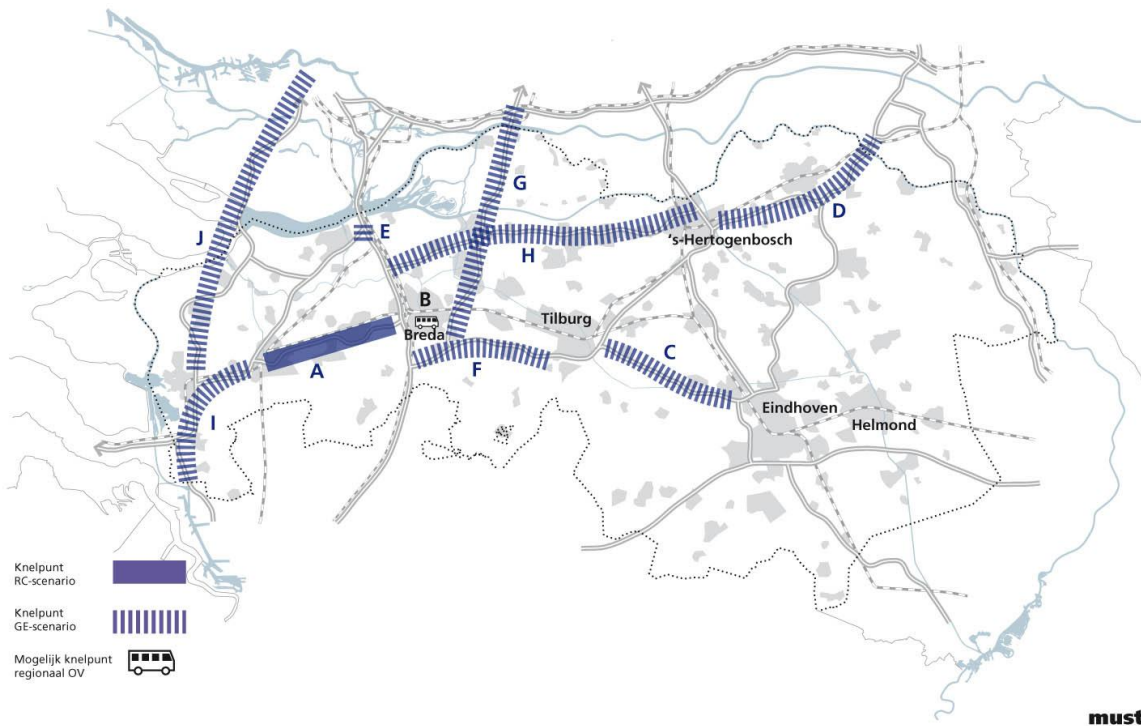 G
D
J
E
's-Hertogenbosch
H
B
Tilburg
Breda
C
A
F
Eindhoven
I
Helmond
Knelpunt
RC-scenario
Knelpunt
GE-scenario
Mogelijk knelpunt
regionaal OV
must